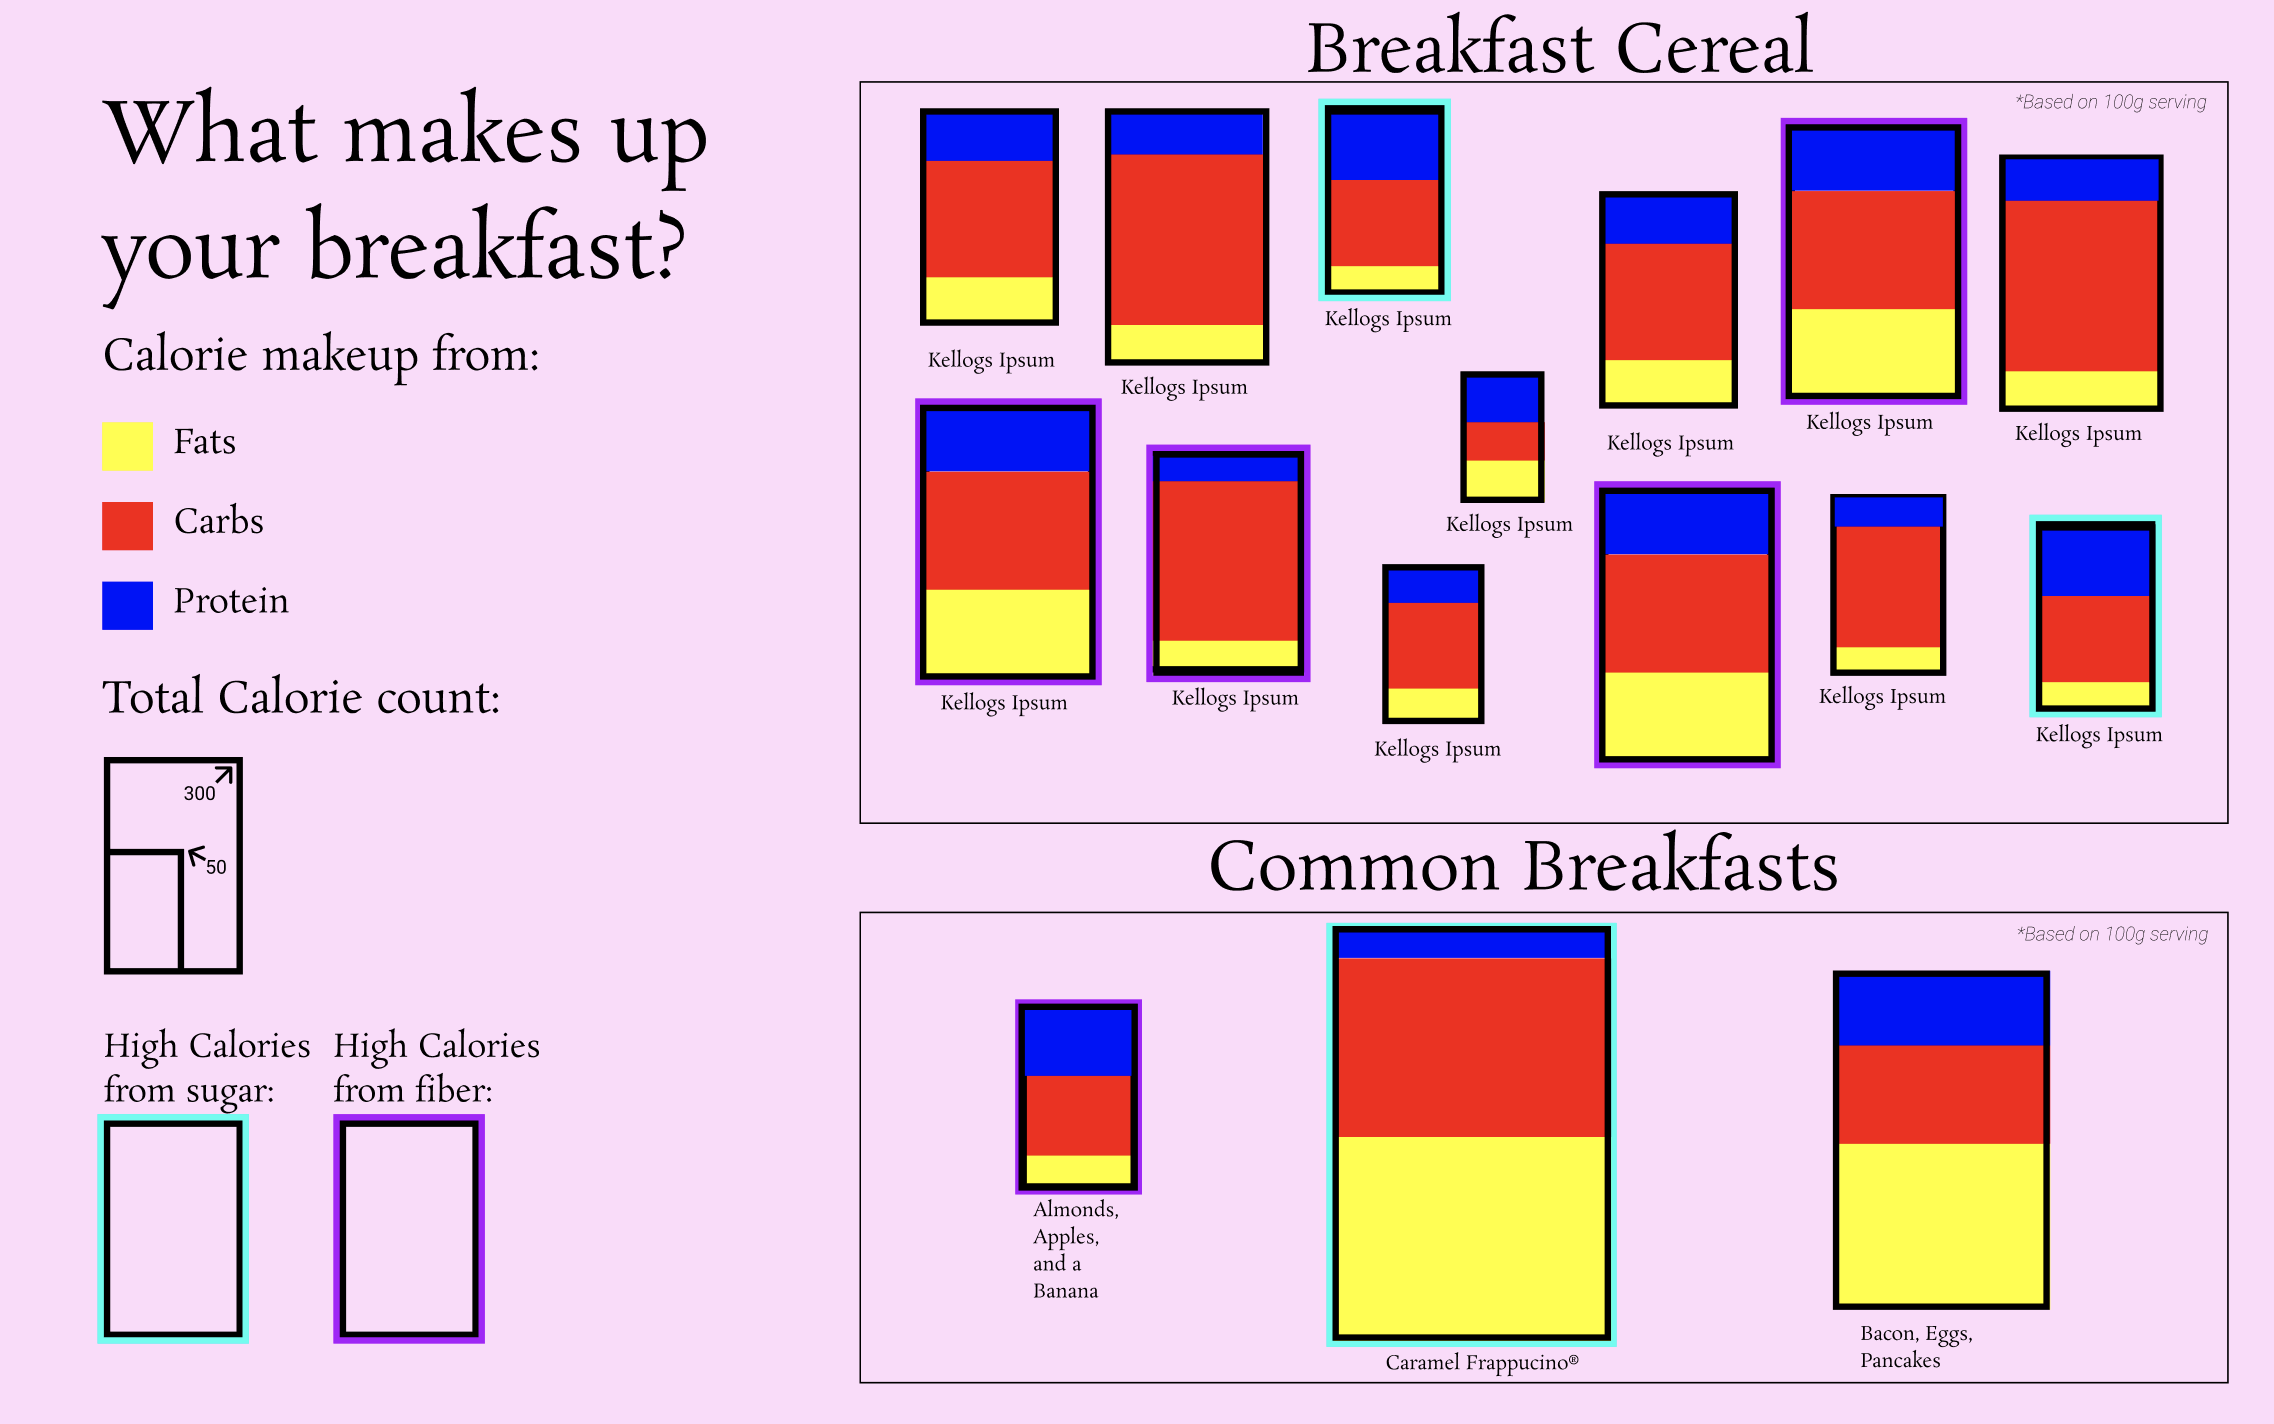 What makes up
your breakfast?
Calorie makeup from:
Fats
Carbs
Protein
Total Calorie count:
300
50
High Calories
from sugar:
High Calories
from fiber:
Breakfast Cereal
*Based on 100g serving
Kellogs Ipsum
Kellogs Ipsum
Kellogs Ipsum
Kellogs Ipsum
Kellogs Ipsum
Kellogs Ipsum
Kellogs Ipsum
Kellogs Ipsum
Kellogs Ipsum
Kellogs Ipsum
Kellogs Ipsum
Kellogs Ipsum
Common Breakfasts
*Based on 100g serving
Almonds,
Apples,
and a
Banana
Caramel Frappucino®
Bacon, Eggs,
Pancakes